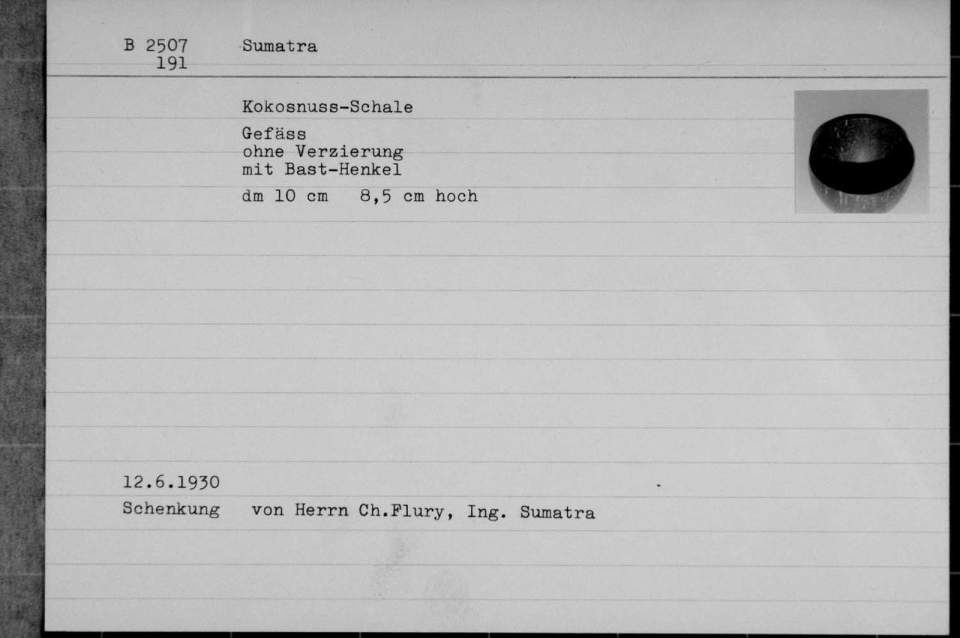 B 2507 Sumatra
191
Kokosnuss-Schale
Gefäss
ohne Verzierung
mit Bast-Henkel
dm 10 cm 8,5 cm hoch
12.6.1930
Schenkung von Herrn Ch.Flury, Ing. Sumatra